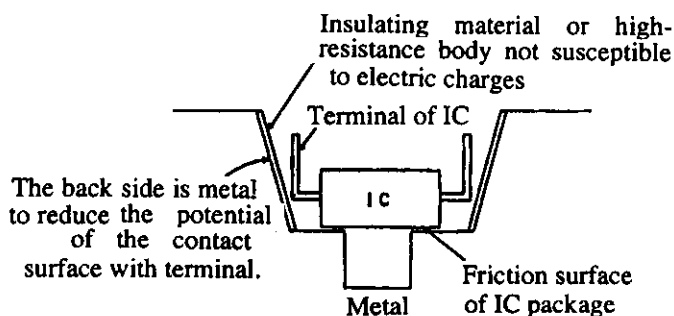 Insulating material or high-
resistance body not susceptible
to electric charges
Terminal of IC
The back side is metal
to reduce the potential
of the contact
surface with terminal.
IC
Friction surface
of IC package
Metal